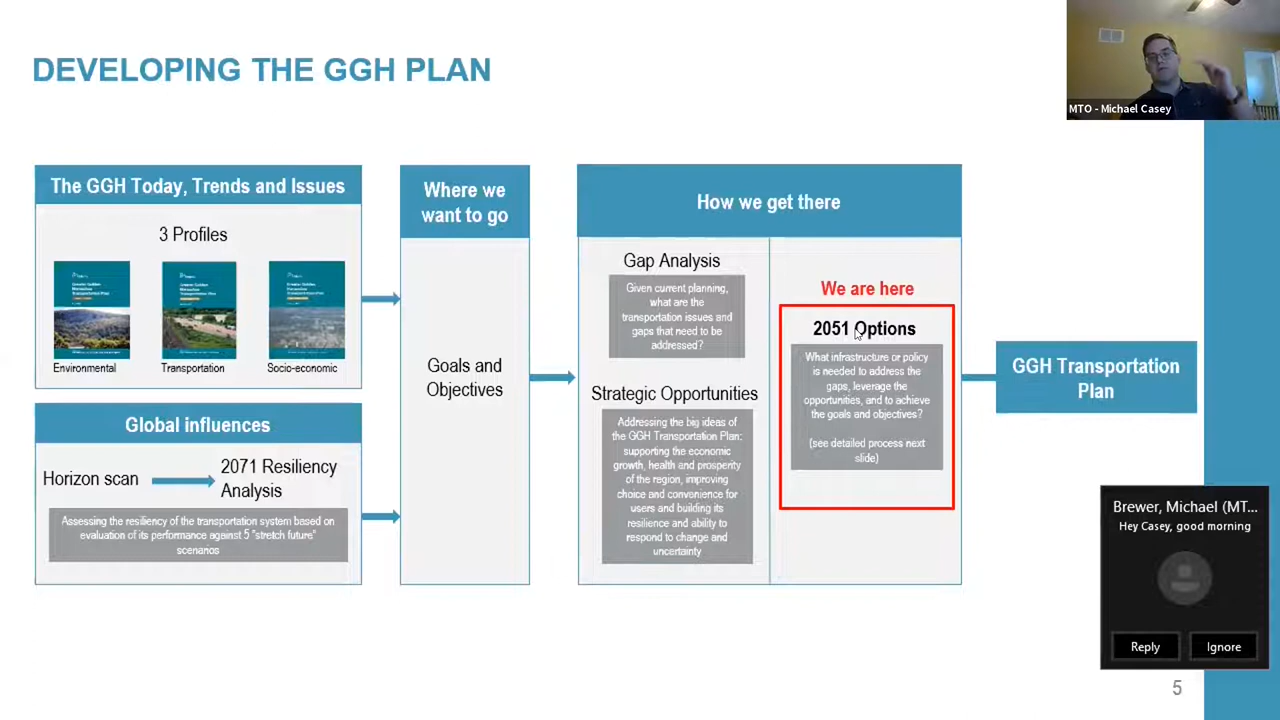 DEVELOPING THE GGH PLAN
MTO - Michael Casey
The GGH Today, Trends and Issues
3 Profiles
Environmental
Transportation
Socio-economic
Global influences
Horizon scan
2071 Resiliency
Analysis
Assessing the resiliency of the transportation system based on
evaluation of its performance against 5 "stretch future"
scenarios
Where we
want to go
Goals and
Objectives
How we get there
Gap Analysis
Given current planning,
what are the
transportation issues and
gaps that need to be
addressed?
Strategic Opportunities
Addressing the big ideas of
the GGH Transportation Plan:
supporting the economic
growth, health and prosperity
of the region, improving
choice and convenience for
users and building its
resilience and ability to
respond to change and
uncertainty
We are here
2051 Options
What infrastructure or policy
is needed to address the
gaps, leverage the
opportunities, and to achieve
the goals and objectives?
(see detailed process next
slide)
GGH Transportation
Plan
Brewer, Michael (MT...
Hey Casey, good morning
Reply
Ignore
5